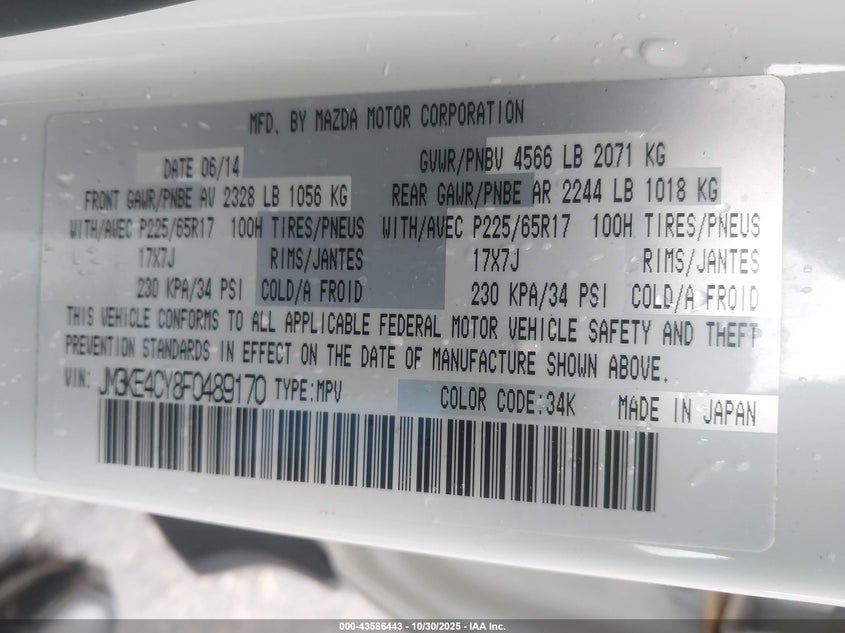 MFD. BY MAZDA MOTOR CORPORATION
DATE 06/14 GVWR/PNBV 4566 LB 2071 KG
FRONT GAWR/PNBE AV 2328 LB 1056 KG REAR GAWR/PNBE AR 2244 LB 1018 KG
WITH/AVEC P225/65R17 100H TIRES/PNEUS WITH/AVEC P225/65R17 100H TIRES/PNEUS
17X7J RIMS/JANTES 17X7J RIMS/JANTES
230 KPA/34 PSI COLD/A FROID 230 KPA/34 PSI COLD/A FROID
THIS VEHICLE CONFORMS TO ALL APPLICABLE FEDERAL MOTOR VEHICLE SAFETY AND THEFT
PREVENTION STANDARDS IN EFFECT ON THE DATE OF MANUFACTURE SHOWN ABOVE.
VIN: JM3KE4CY8F0489170 TYPE:MPV COLOR CODE:34K MADE IN JAPAN
000-43586443 - 10/30/2025 - IAA Inc.